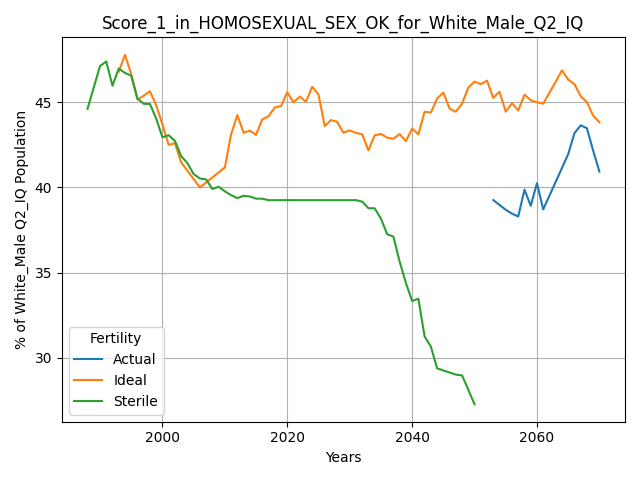 Score_1_in_HOMOSEXUAL_SEX_OK_for_White_Male_Q2_IQ
% of White_Male Q2_IQ Population
45
40
35
30
Fertility
Actual
Ideal
Sterile
2000
2020
2040
2060
Years